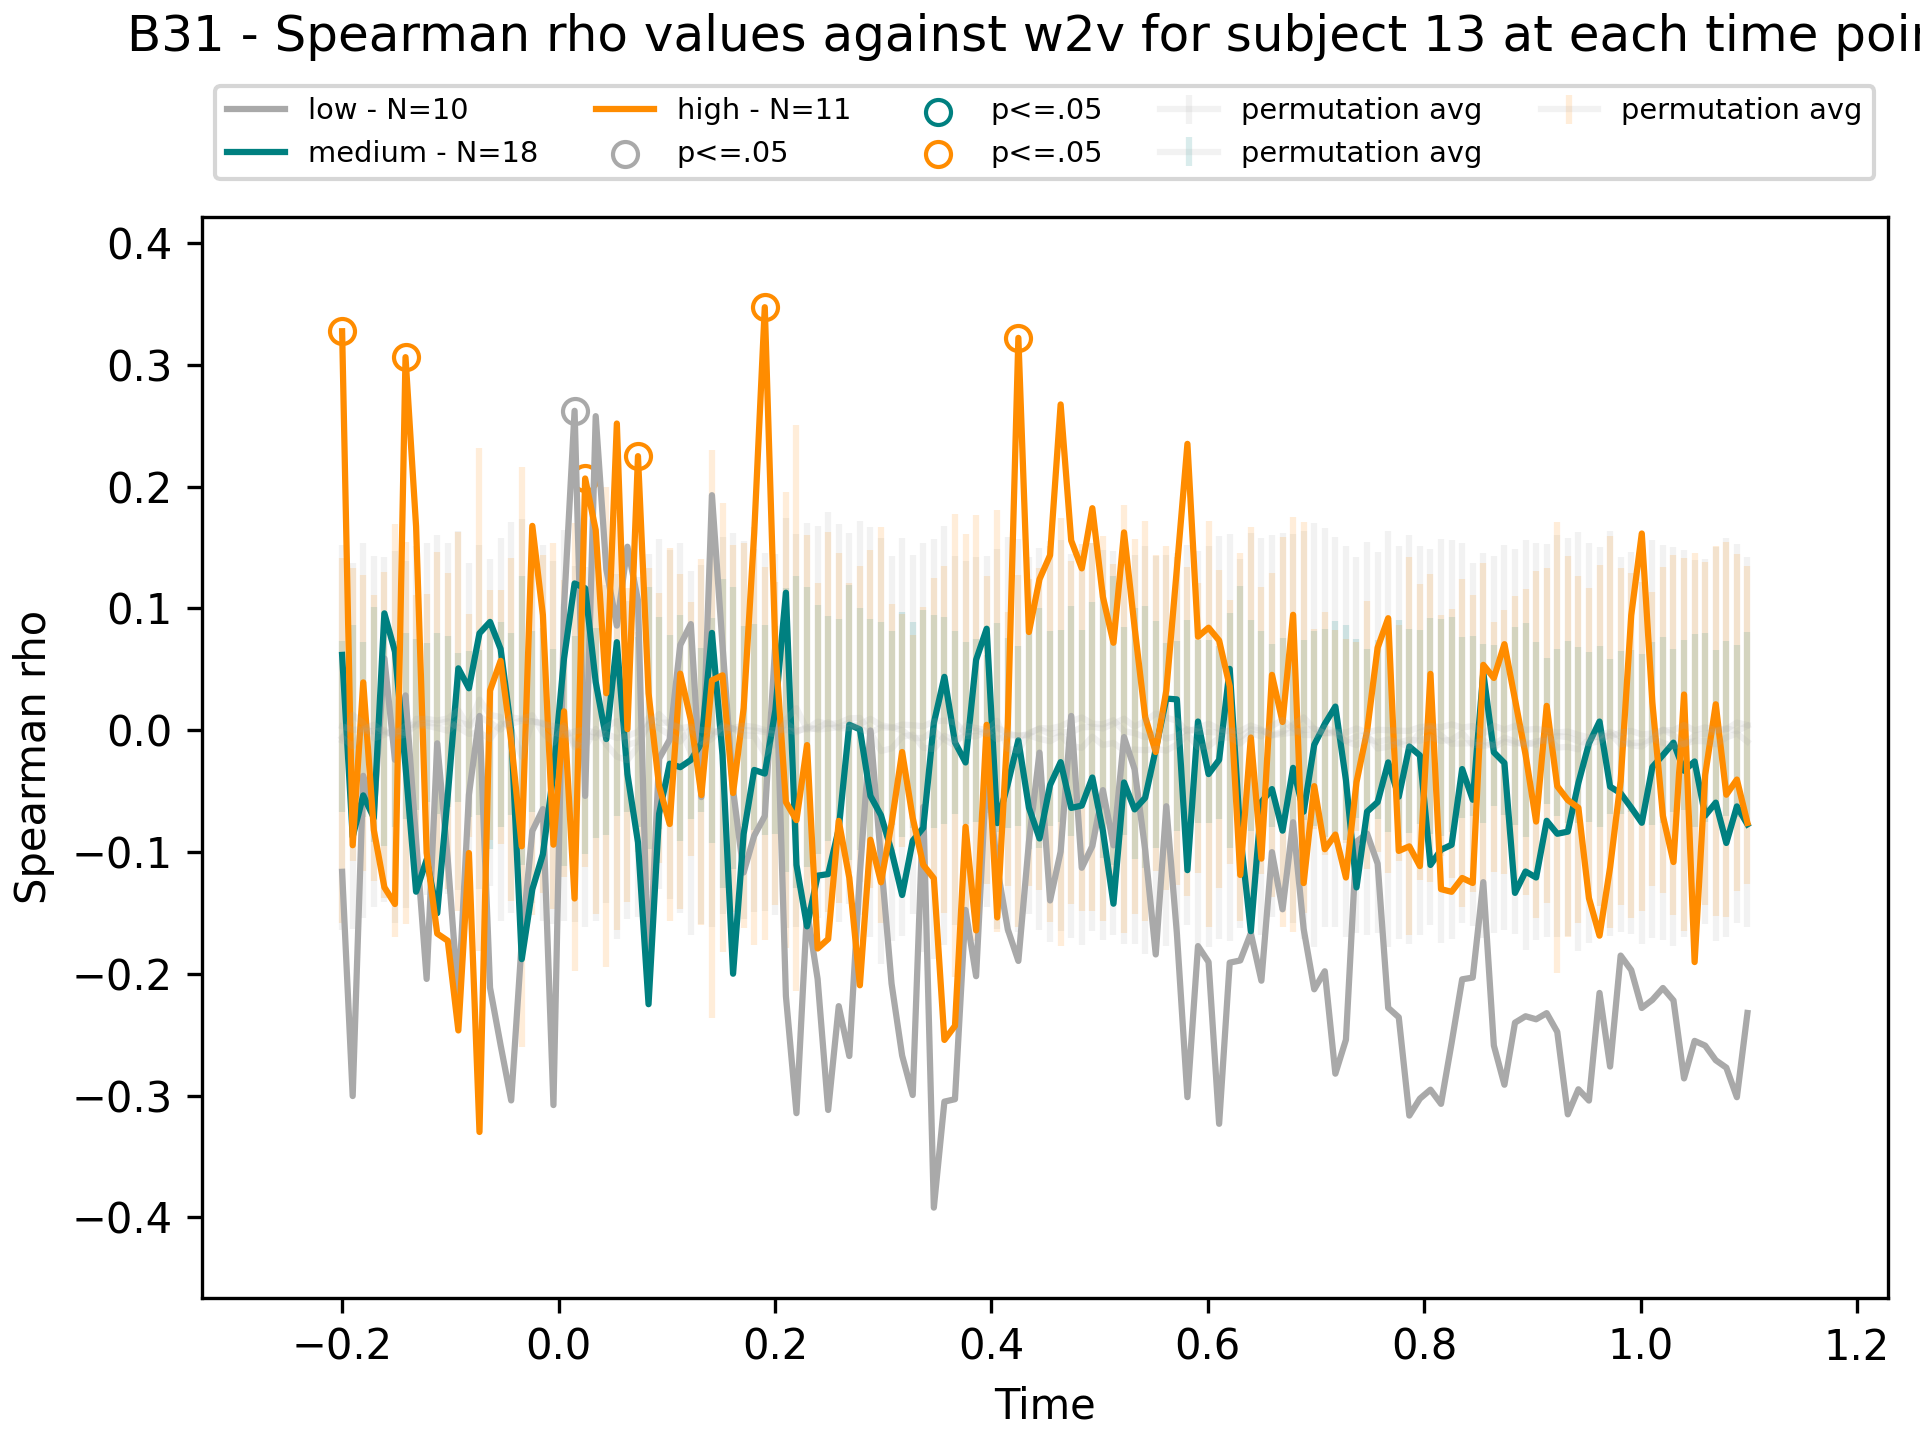 B31 - Spearman rho values against w2v for subject 13 at each time
low - N=10
medium - N=18
high - N=11
p<=.05
p<=.05
p<=.05
permutation avg
permutation avg
permutation avg
Spearman rho
0.4
0.3
0.2
0.1
0.0
−0.1
−0.2
−0.3
−0.4
−0.2
0.0
0.2
0.4
0.6
0.8
1.0
1.2
Time